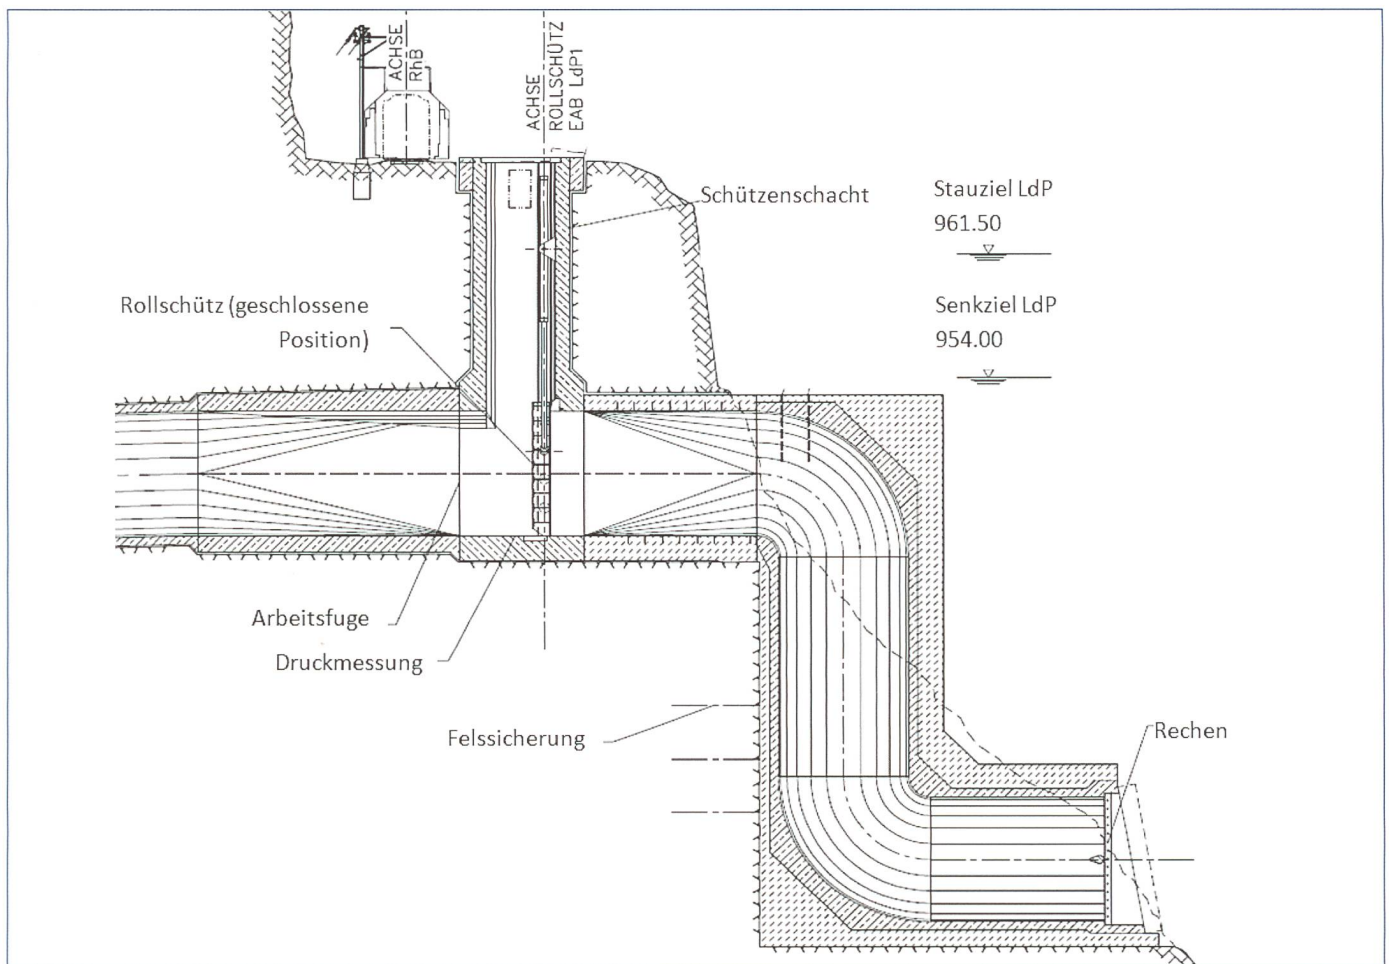 ACHSE
RhB
ACHSE
ROLLSCHÜTZ
EAB LdP1
Schützenschacht
Stauziel LdP
961.50
Rollschütz (geschlossene
Position)
Senkziel LdP
954.00
Arbeitsfuge
Druckmessung
Felssicherung
Rechen